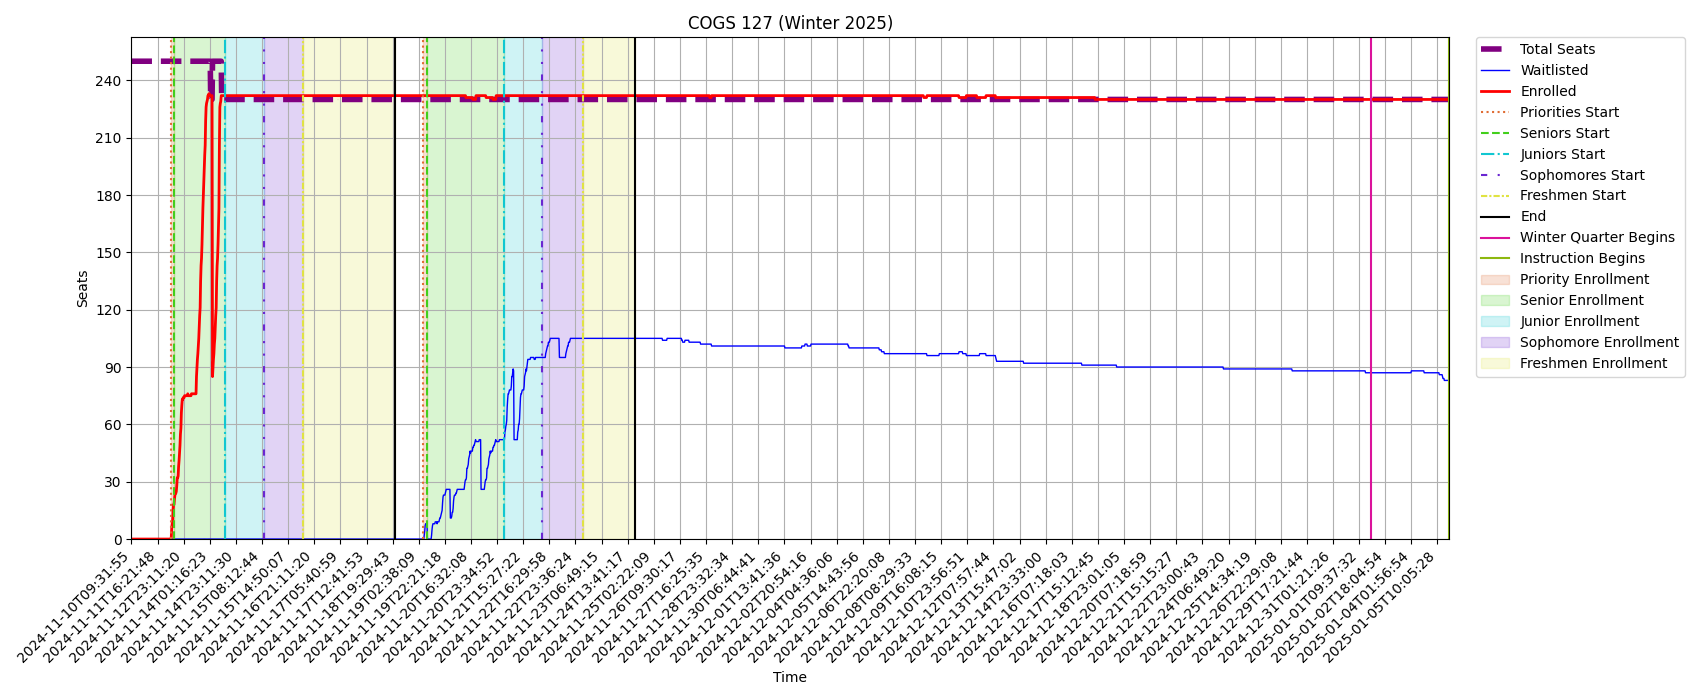 COGS 127 (Winter 2025)
Seats
240
210
180
150
120
90
60
30
0
2024-11-10T09:31:55
2024-11-11T16:21:48
2024-11-12T23:11:20
2024-11-14T01:16:23
2024-11-14T23:11:30
2024-11-15T08:12:44
2024-11-15T14:50:07
2024-11-16T21:11:20
2024-11-17T05:40:59
2024-11-17T12:41:53
2024-11-18T19:29:43
2024-11-19T02:38:09
2024-11-19T22:21:18
2024-11-20T16:32:08
2024-11-20T23:34:52
2024-11-21T15:27:22
2024-11-22T16:29:58
2024-11-22T23:36:24
2024-11-23T06:49:15
2024-11-24T13:41:17
2024-11-25T02:22:09
2024-11-26T09:30:17
2024-11-27T16:25:35
2024-11-28T23:32:34
2024-11-30T06:44:41
2024-12-01T13:41:36
2024-12-02T20:54:16
2024-12-04T04:36:06
2024-12-05T14:43:56
2024-12-06T22:20:08
2024-12-08T08:29:33
2024-12-09T16:08:15
2024-12-10T23:56:51
2024-12-12T07:57:44
2024-12-13T15:47:02
2024-12-14T23:33:00
2024-12-16T07:18:03
2024-12-17T15:12:45
2024-12-18T23:01:05
2024-12-20T07:18:59
2024-12-21T15:15:27
2024-12-22T23:00:43
2024-12-24T06:49:20
2024-12-25T14:34:19
2024-12-26T22:29:08
2024-12-29T17:21:44
2024-12-31T01:21:26
2025-01-01T09:37:32
2025-01-02T18:04:54
2025-01-04T01:56:54
2025-01-05T10:05:28
Time
Total Seats
Waitlisted
Enrolled
Priorities Start
Seniors Start
Juniors Start
Sophomores Start
Freshmen Start
End
Winter Quarter Begins
Instruction Begins
Priority Enrollment
Senior Enrollment
Junior Enrollment
Sophomore Enrollment
Freshmen Enrollment